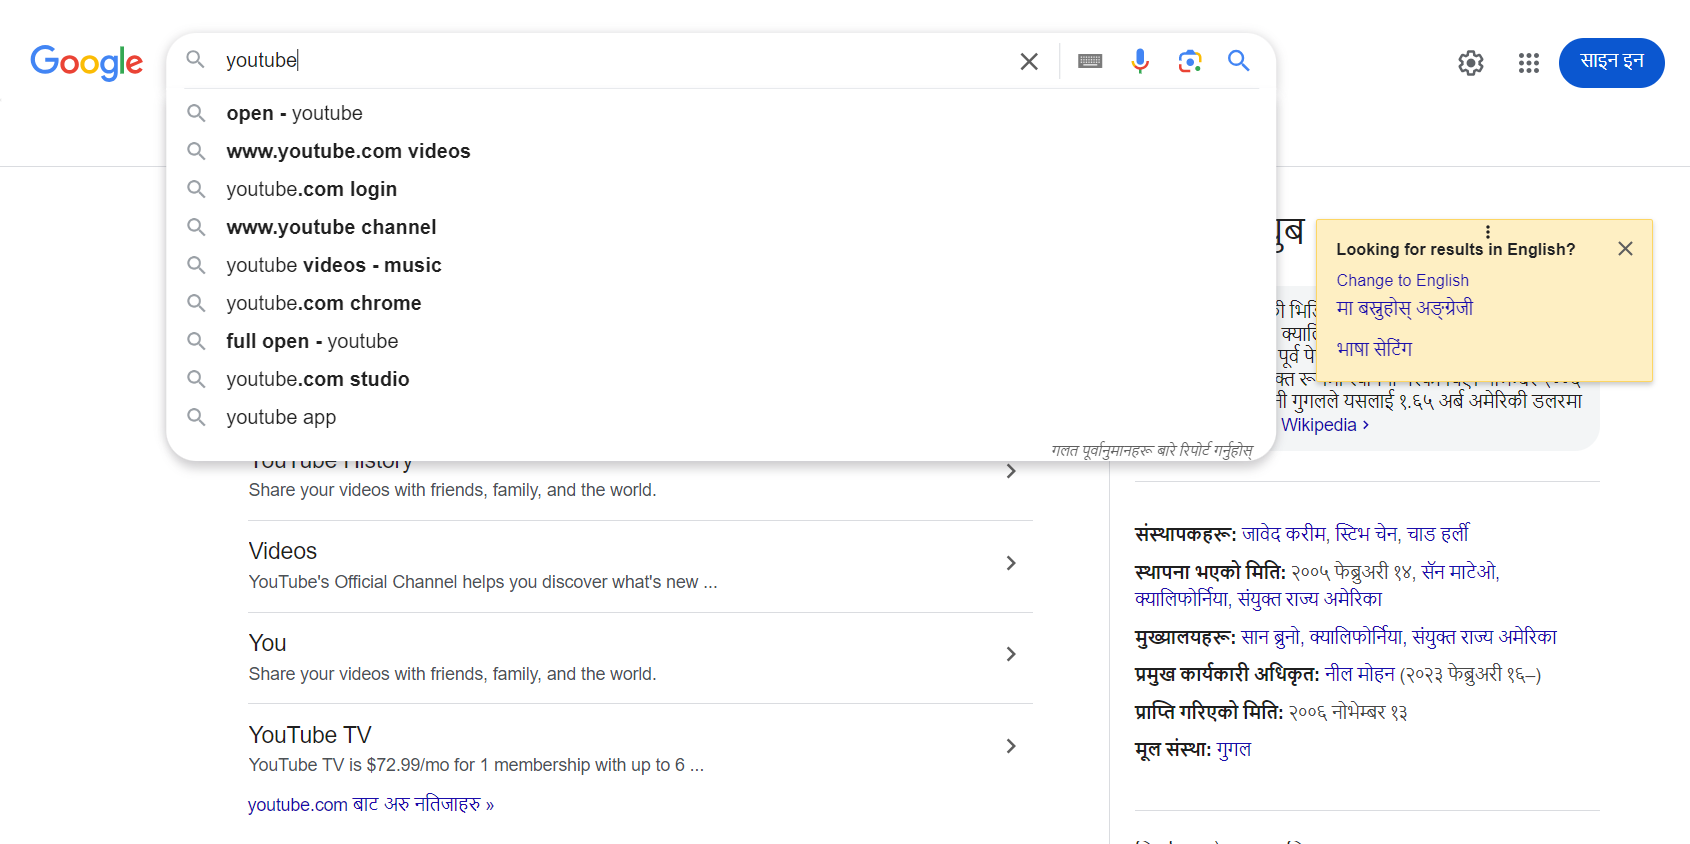 Google
youtube
साइन इन
open - youtube
www.youtube.com videos
youtube.com login
www.youtube channel
youtube videos - music
youtube.com chrome
full open - youtube
youtube.com studio
youtube app
गलत पूर्वानुमानहरू बारे रिपोर्ट गर्नुहोस्
YouTube History
Share your videos with friends, family, and the world.
Videos
YouTube's Official Channel helps you discover what's new ...
You
Share your videos with friends, family, and the world.
YouTube TV
YouTube TV is $72.99/mo for 1 membership with up to 6 ...
youtube.com बाट अरु नतिजाहरु »
Looking for results in English?
Change to English
मा बस्नुहोस् अङ्ग्रेजी
भाषा सेटिंग
पूर्व
नी गुगलले यसलाई १.६५ अर्ब अमेरिकी डलरमा
Wikipedia ›
संस्थापकहरू: जावेद करीम, स्टिभ चेन, चाड हर्ली
स्थापना भएको मिति: २००५ फेब्रुअरी १४, सॅन माटेओ,
क्यालिफोर्निया, संयुक्त राज्य अमेरिका
मुख्यालयहरू: सान ब्रुनो, क्यालिफोर्निया, संयुक्त राज्य अमेरिका
प्रमुख कार्यकारी अधिकृत: नील मोहन (२०२३ फेब्रुअरी १६–)
प्राप्ति गरिएको मिति: २००६ नोभेम्बर १३
मूल संस्था: गुगल